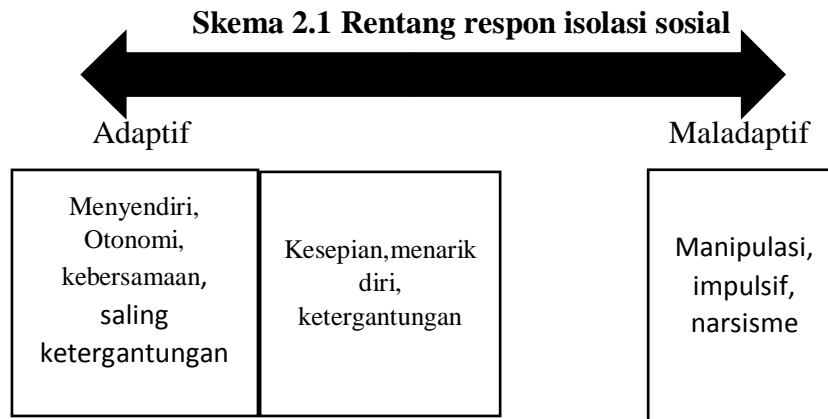 Skema 2.1 Rentang respon isolasi sosial
Adaptif
Maladaptif
Menyendiri,
Otonomi,
kebersamaan,
saling
ketergantungan
Kesepian,menarik
diri,
ketergantungan
Manipulasi,
impulsif,
narsisme